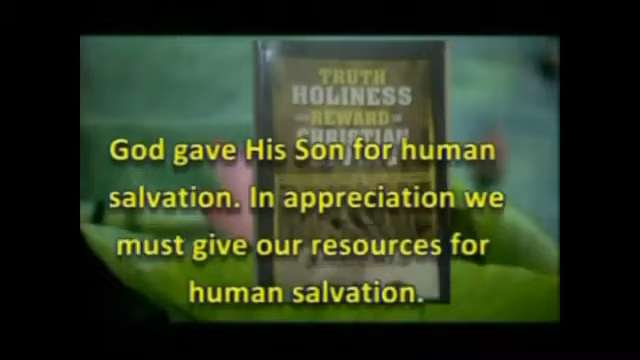 TRUTH
HOLINESS
REWARD
CHRISTIAN
God gave His Son for human
salvation. In appreciation we
must give our resources for
human salvation.